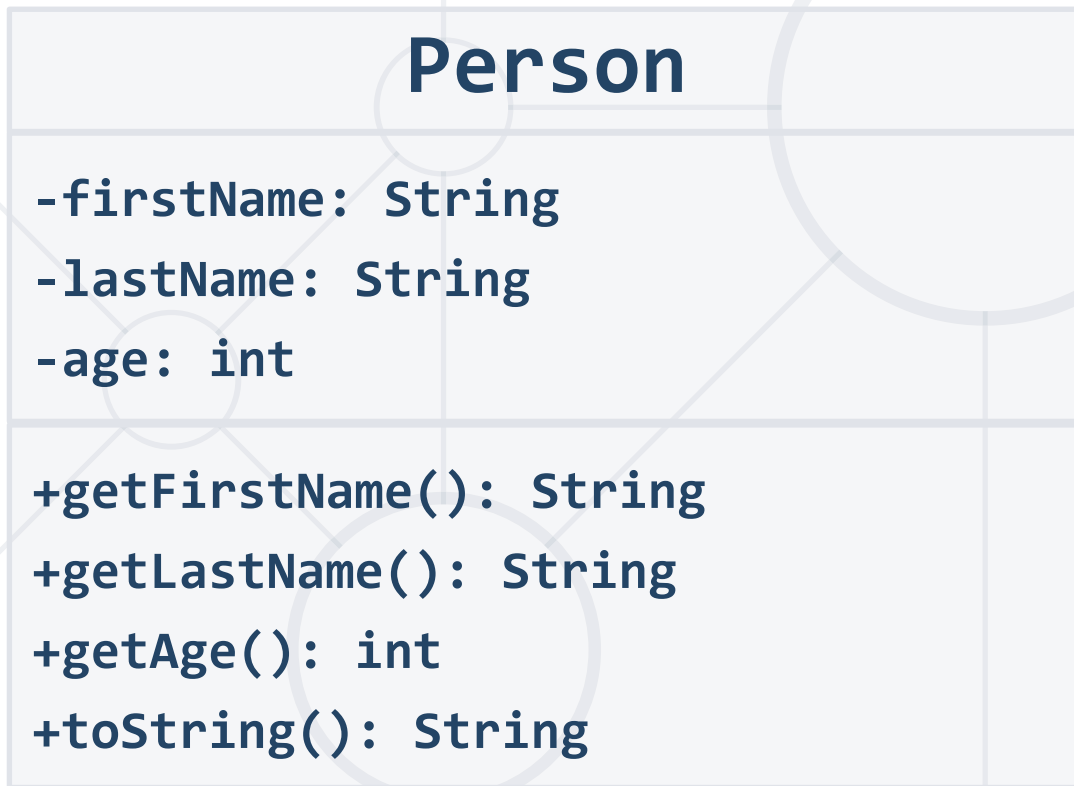 Person
-firstName: String
-lastName: String
-age: int
+getFirstName(): String
+getLastName(): String
+getAge(): int
+toString(): String